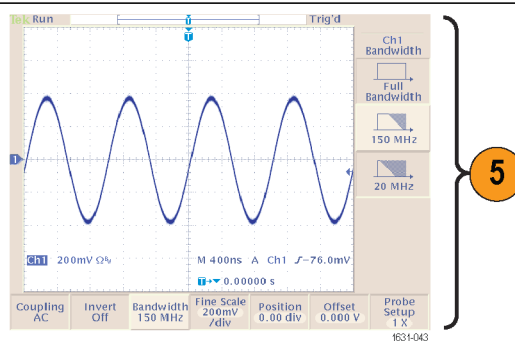 Tek Run Trig'd
T
Ch1
Bandwidth
Full
Bandwidth
150 MHz
20 MHz
1
5
Ch1 200mV Ω M 400ns A Ch1 -76.0mV
T 0.00000 s
Coupling
AC
Invert
Off
Bandwidth
150 MHz
Fine Scale
200mV
/div
Position
0.00 div
Offset
0.000 V
Probe
Setup
1 X
1631-043